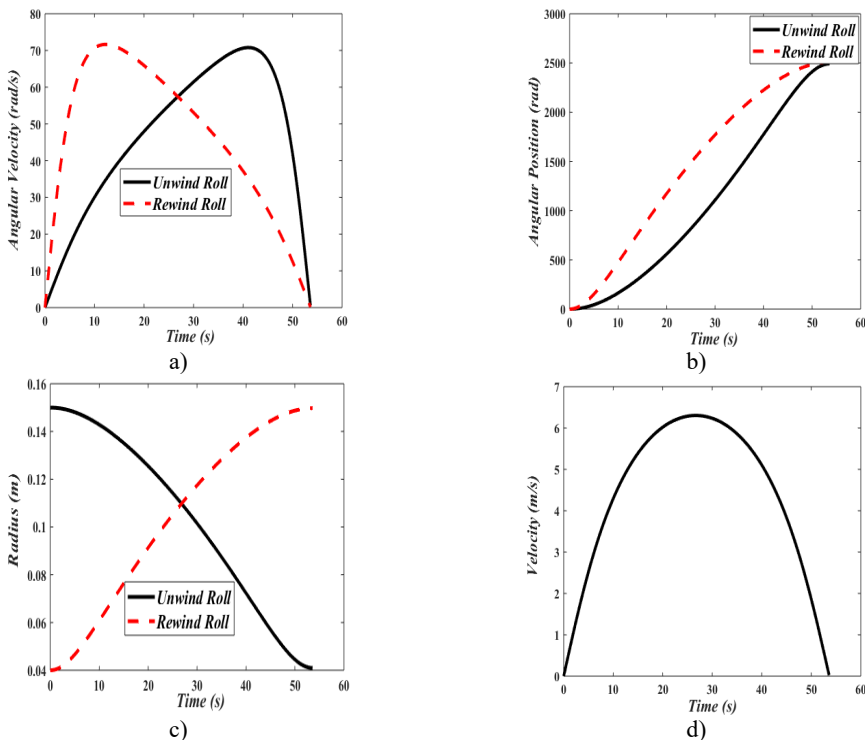 80
70
60
50
40
30
20
10
0
0 10 20 30 40 50 60
Angular Velocity (rad/s)
Time (s)
Unwind Roll
Rewind Roll
a)
3000
2500
2000
1500
1000
500
0
0 10 20 30 40 50 60
Angular Position (rad)
Time (s)
Unwind Roll
Rewind Roll
b)
0.16
0.14
0.12
0.1
0.08
0.06
0.04
0 10 20 30 40 50 60
Radius (m)
Time (s)
Unwind Roll
Rewind Roll
c)
7
6
5
4
3
2
1
0
0 10 20 30 40 50 60
Velocity (m/s)
Time (s)
d)